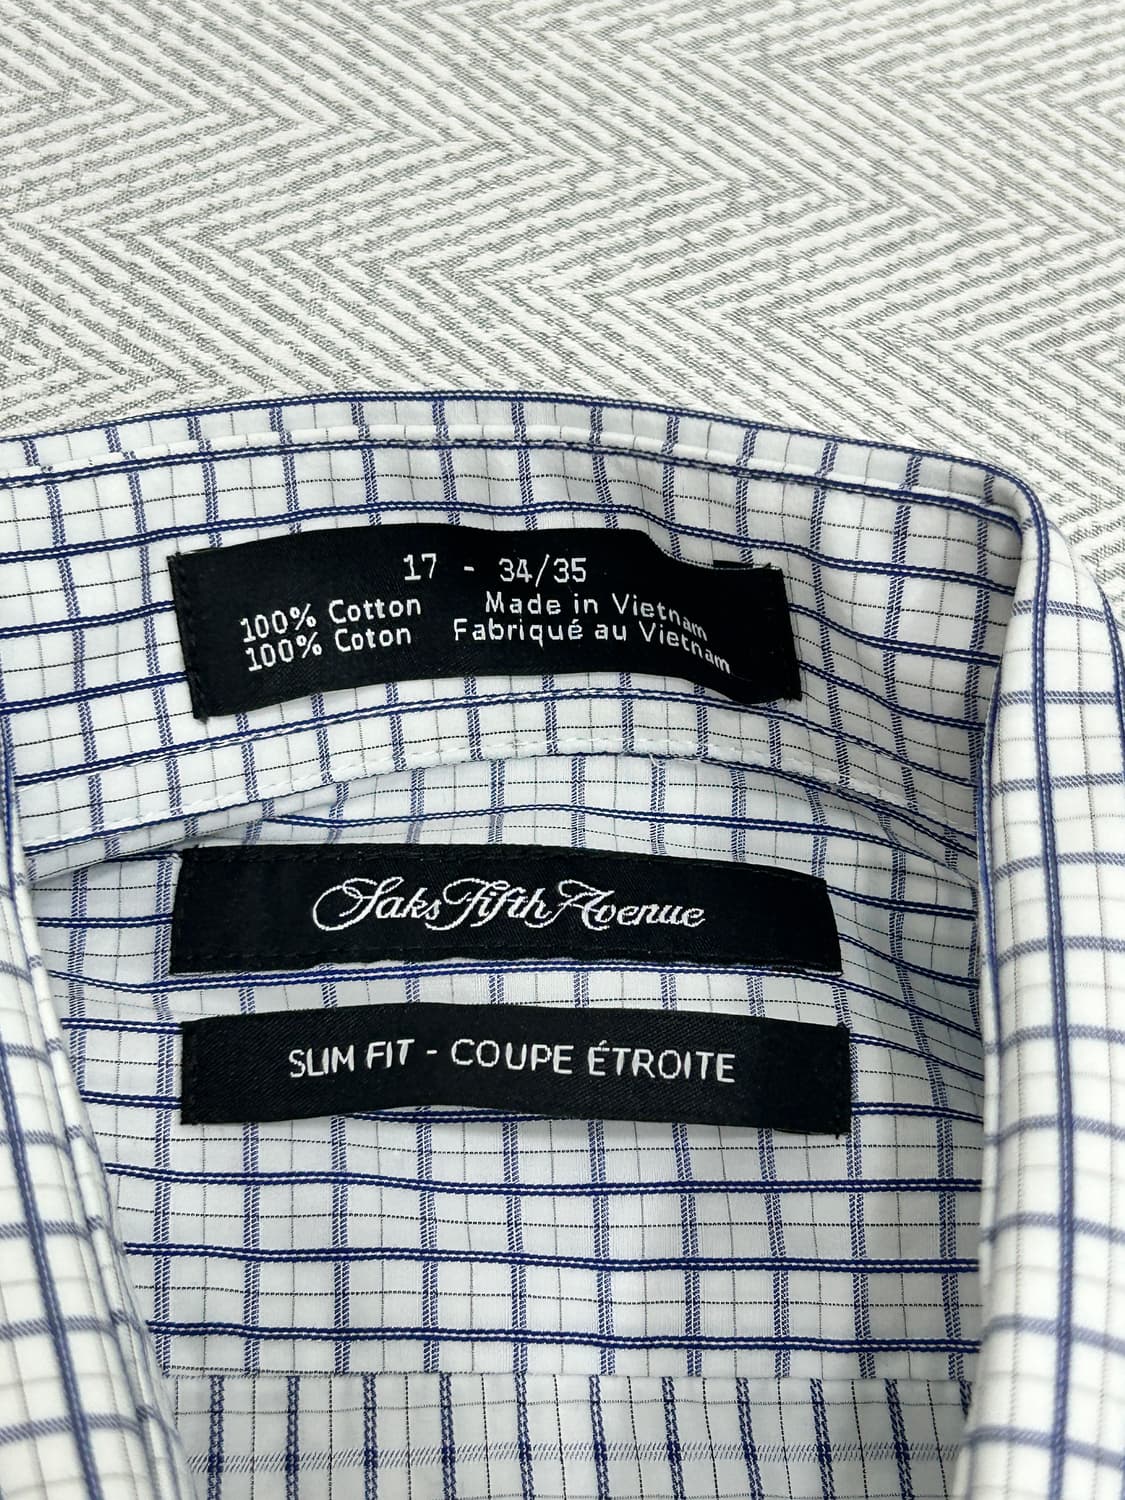 17 - 34/35
100% Cotton Made in Vietnam
100% Coton Fabriqué au Vietnam
Saks Fifth Avenue
SLIM FIT - COUPE ÉTROITE